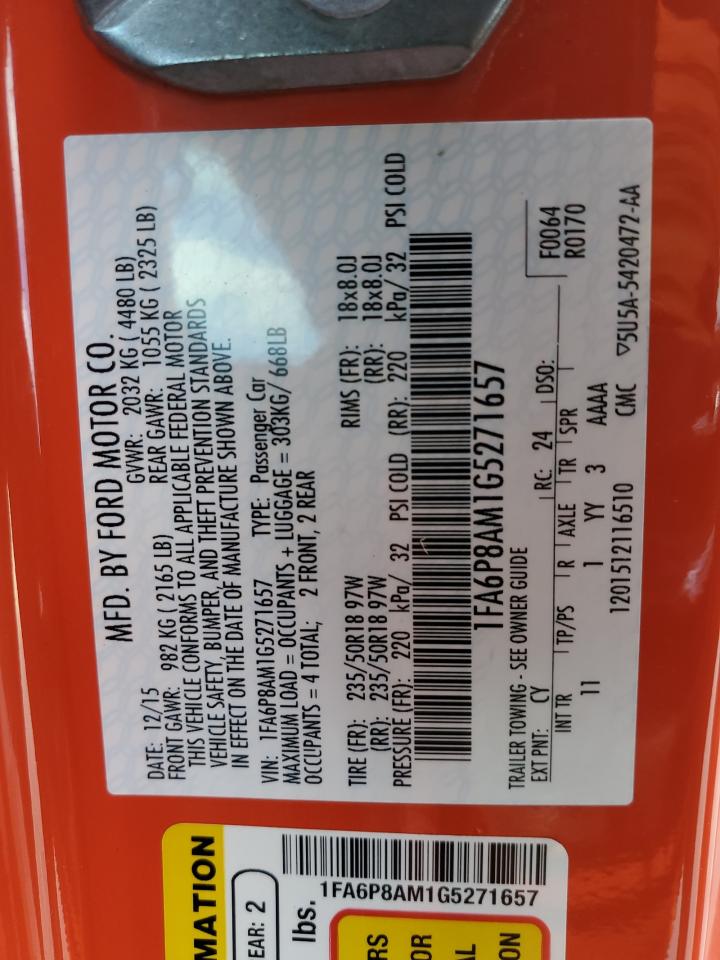 MFD. BY FORD MOTOR CO.
DATE: 12/15 GVWR: 2032 KG ( 4480 LB)
FRONT GAWR: 982 KG ( 2165 LB) REAR GAWR: 1055 KG ( 2325 LB)
THIS VEHICLE CONFORMS TO ALL APPLICABLE FEDERAL MOTOR
VEHICLE SAFETY, BUMPER, AND THEFT PREVENTION STANDARDS
IN EFFECT ON THE DATE OF MANUFACTURE SHOWN ABOVE.
VIN: 1FA6P8AM1G5271657 TYPE: Passenger Car
MAXIMUM LOAD = OCCUPANTS + LUGGAGE = 303KG/ 668LB
OCCUPANTS = 4 TOTAL; 2 FRONT, 2 REAR
TIRE (FR): 235/50R18 97W RIMS (FR): 18x8.0J
(RR): 235/50R18 97W (RR): 18x8.0J
PRESSURE (FR): 220 kPa/ 32 PSI COLD (RR): 220 kPa/ 32 PSI COLD
1FA6P8AM1G5271657
TRAILER TOWING - SEE OWNER GUIDE F0064
EXT PNT: CY RC: 24 DSO: R0170
INT TR TP/PS R AXLE TR SPR
11 1 YY 3 AAAA
1201512116510 CMC ▽5U5A-5420472-AA
MATION
EAR: 2
lbs.
1FA6P8AM1G5271657
RS
OR
AL
ON